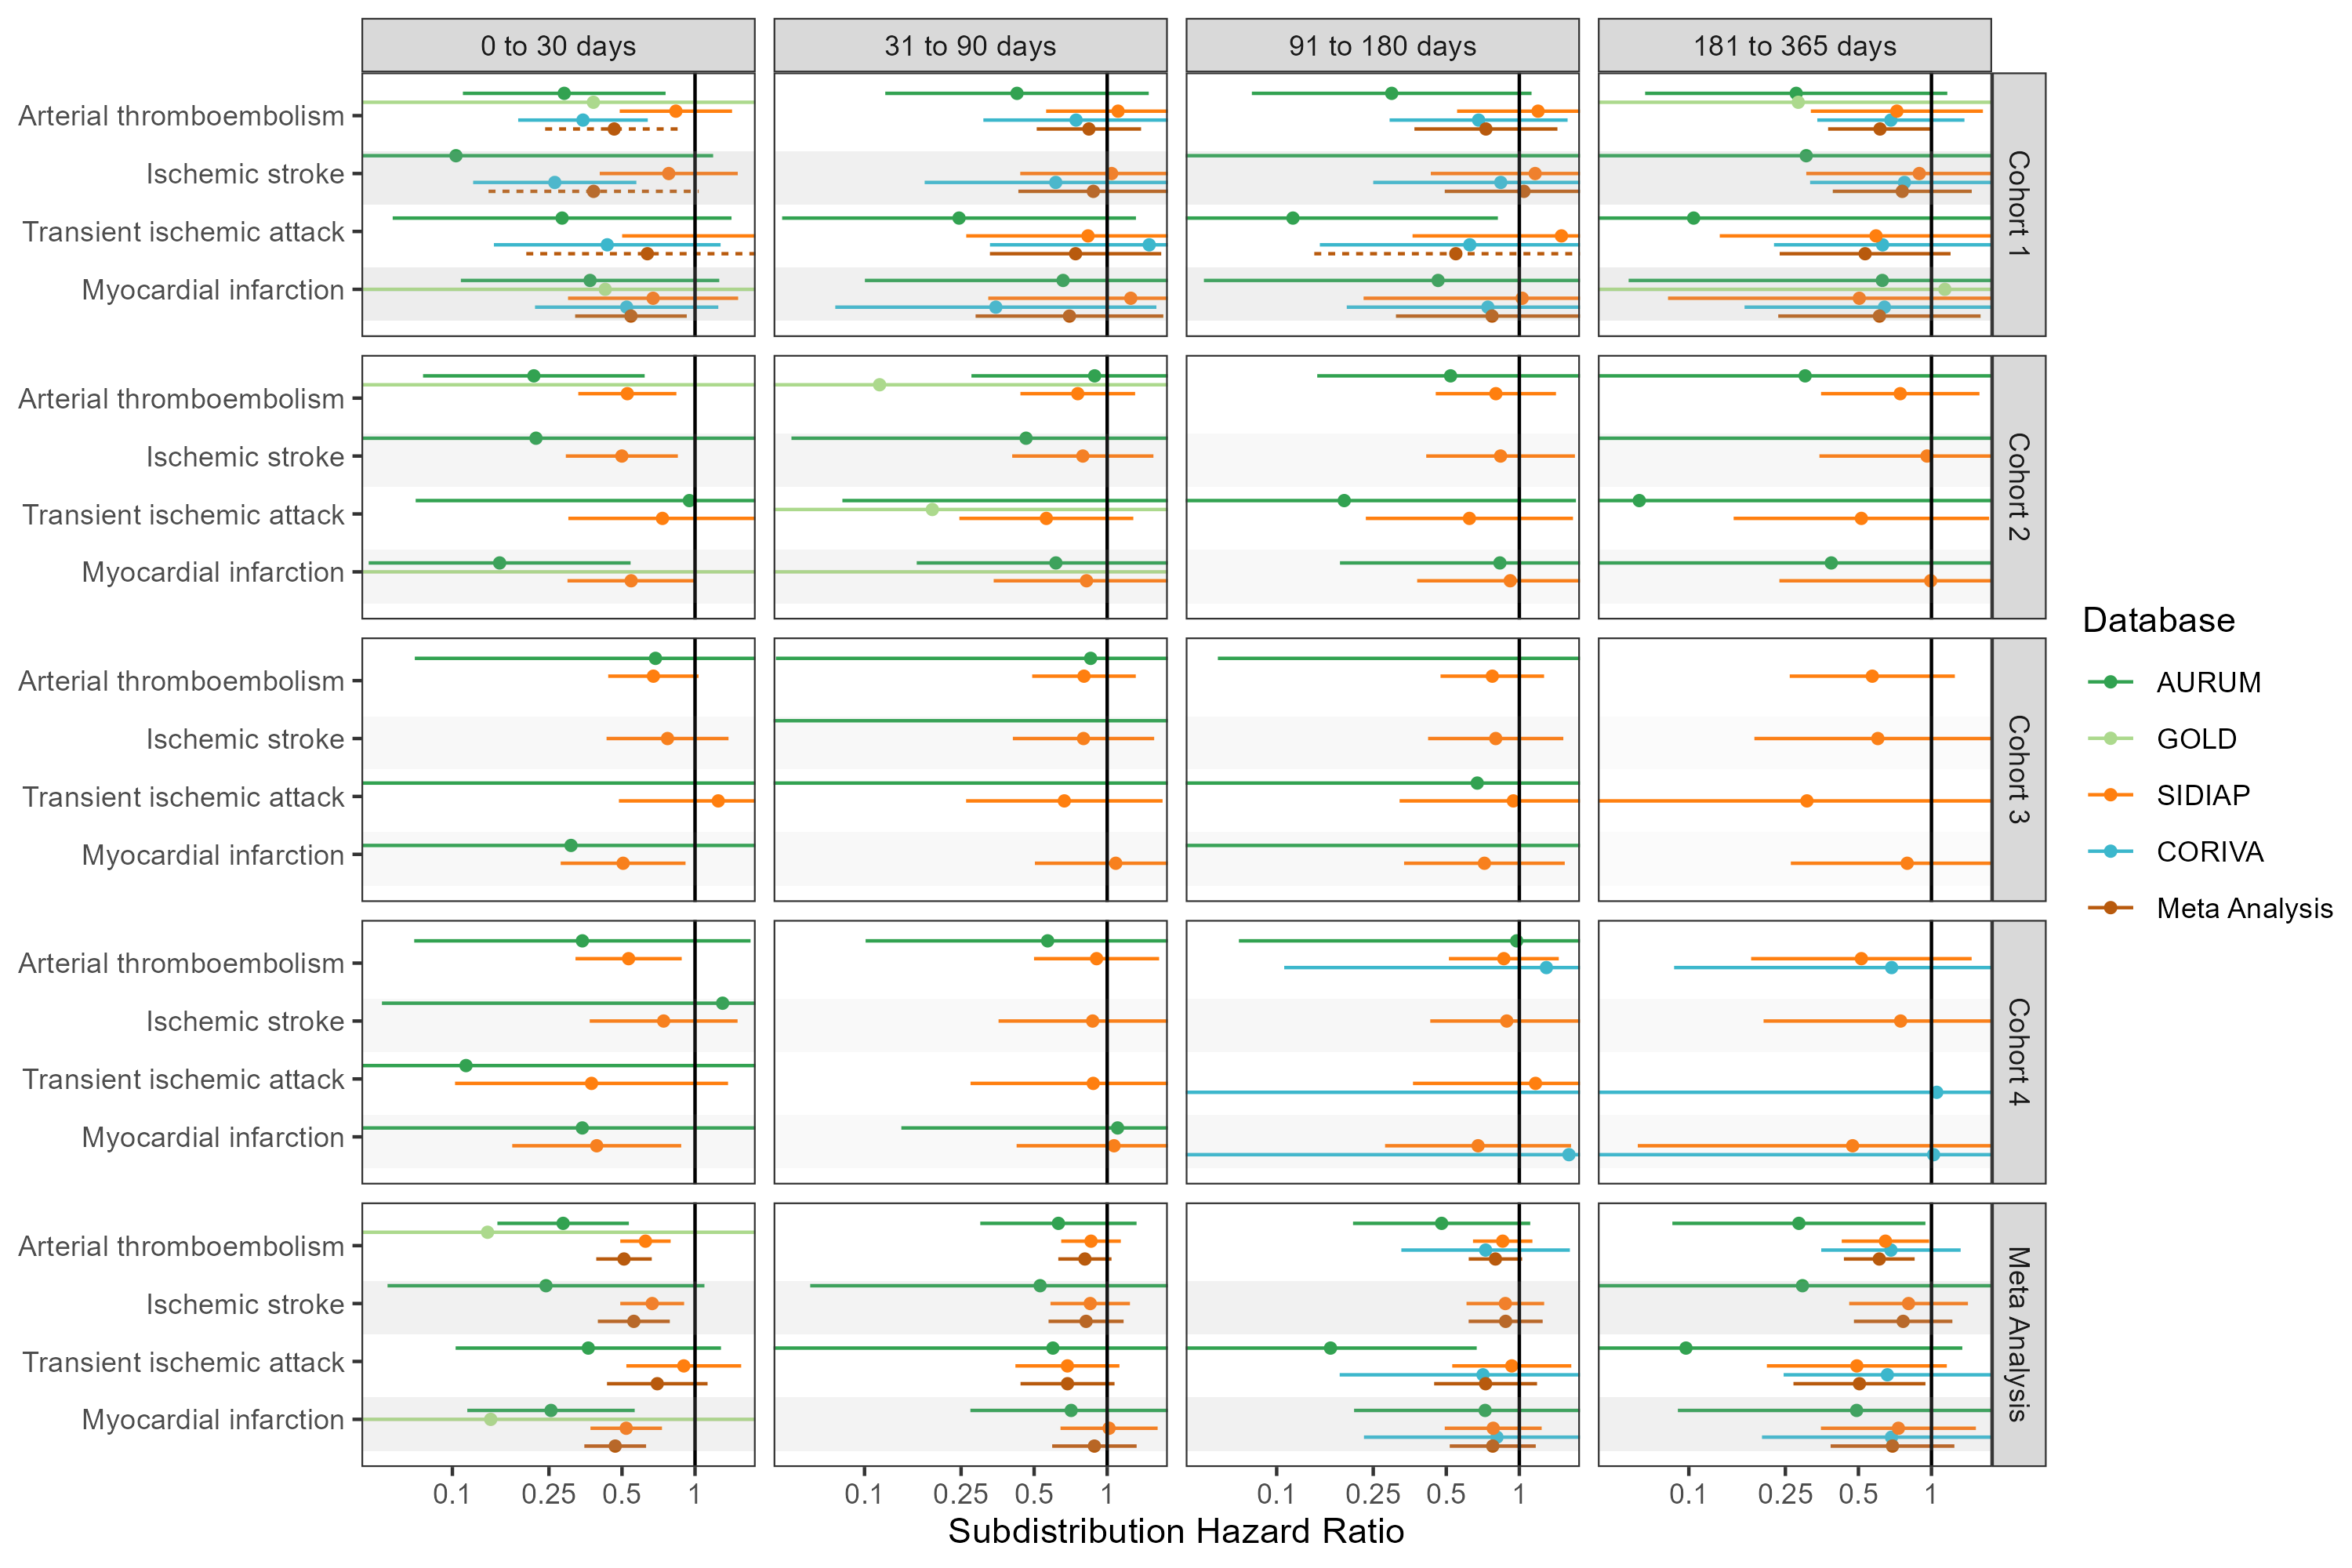 0 to 30 days
31 to 90 days
91 to 180 days
181 to 365 days
Arterial thromboembolism
Ischemic stroke
Transient ischemic attack
Myocardial infarction
Cohort 1
Arterial thromboembolism
Ischemic stroke
Transient ischemic attack
Myocardial infarction
Cohort 2
Arterial thromboembolism
Ischemic stroke
Transient ischemic attack
Myocardial infarction
Cohort 3
Arterial thromboembolism
Ischemic stroke
Transient ischemic attack
Myocardial infarction
Cohort 4
Arterial thromboembolism
Ischemic stroke
Transient ischemic attack
Myocardial infarction
Meta Analysis
0.1 0.25 0.5 1
0.1 0.25 0.5 1
0.1 0.25 0.5 1
0.1 0.25 0.5 1
Subdistribution Hazard Ratio
Database
AURUM
GOLD
SIDIAP
CORIVA
Meta Analysis